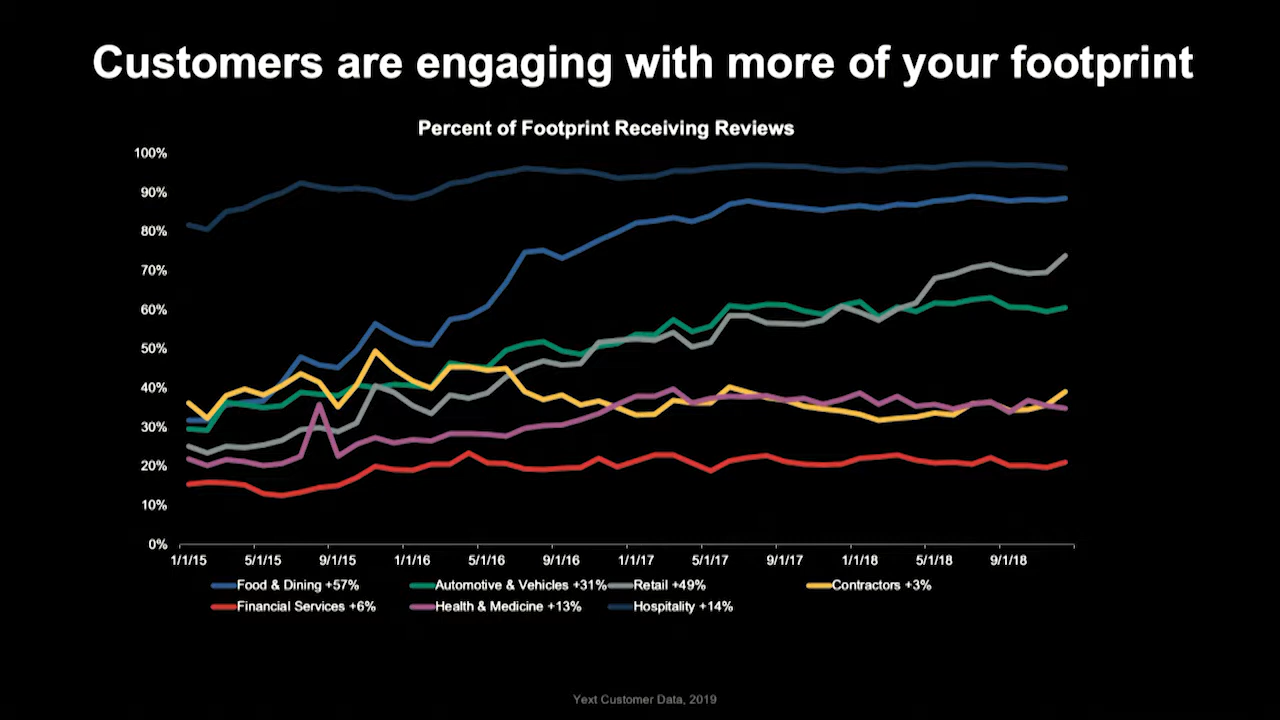 Customers are engaging with more of your footprint
Percent of Footprint Receiving Reviews
100%
90%
80%
70%
60%
50%
40%
30%
20%
10%
0%
1/1/15 5/1/15 9/1/15 1/1/16 5/1/16 9/1/16 1/1/17 5/1/17 9/1/17 1/1/18 5/1/18 9/1/18
Food & Dining +57% Automotive & Vehicles +31% Retail +49% Contractors +3%
Financial Services +6% Health & Medicine +13% Hospitality +14%
Yext Customer Data, 2019